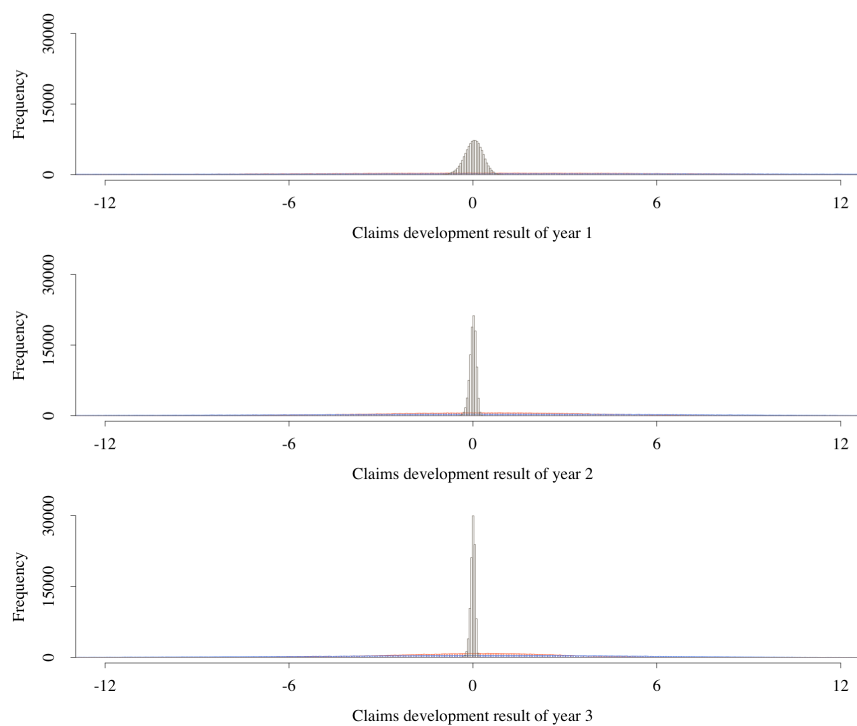 Frequency
30000
15000
0
-12 -6 0 6 12
Claims development result of year 1
Frequency
30000
15000
0
-12 -6 0 6 12
Claims development result of year 2
Frequency
30000
15000
0
-12 -6 0 6 12
Claims development result of year 3